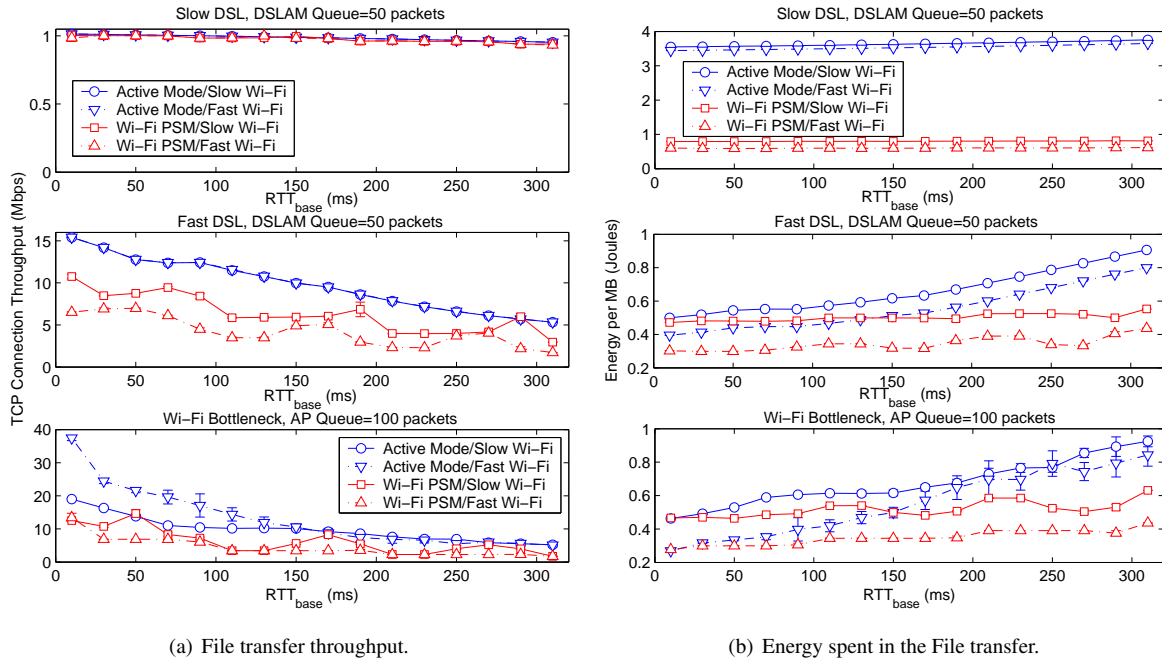 Slow DSL, DSLAM Queue=50 packets
1
0.5
0
Active Mode/Slow Wi−Fi
Active Mode/Fast Wi−Fi
Wi−Fi PSM/Slow Wi−Fi
Wi−Fi PSM/Fast Wi−Fi
0 50 100 150 200 250 300
RTTbase (ms)
TCP Connection Throughput (Mbps)
Fast DSL, DSLAM Queue=50 packets
15
10
5
0
0 50 100 150 200 250 300
RTTbase (ms)
Wi−Fi Bottleneck, AP Queue=100 packets
40
30
20
10
0
Active Mode/Slow Wi−Fi
Active Mode/Fast Wi−Fi
Wi−Fi PSM/Slow Wi−Fi
Wi−Fi PSM/Fast Wi−Fi
0 50 100 150 200 250 300
RTTbase (ms)
(a) File transfer throughput.
Slow DSL, DSLAM Queue=50 packets
4
3
2
1
0
Active Mode/Slow Wi−Fi
Active Mode/Fast Wi−Fi
Wi−Fi PSM/Slow Wi−Fi
Wi−Fi PSM/Fast Wi−Fi
0 50 100 150 200 250 300
RTTbase (ms)
Energy per MB (Joules)
Fast DSL, DSLAM Queue=50 packets
1
0.8
0.6
0.4
0.2
0 50 100 150 200 250 300
RTTbase (ms)
Wi−Fi Bottleneck, AP Queue=100 packets
1
0.8
0.6
0.4
0.2
0 50 100 150 200 250 300
RTTbase (ms)
(b) Energy spent in the File transfer.